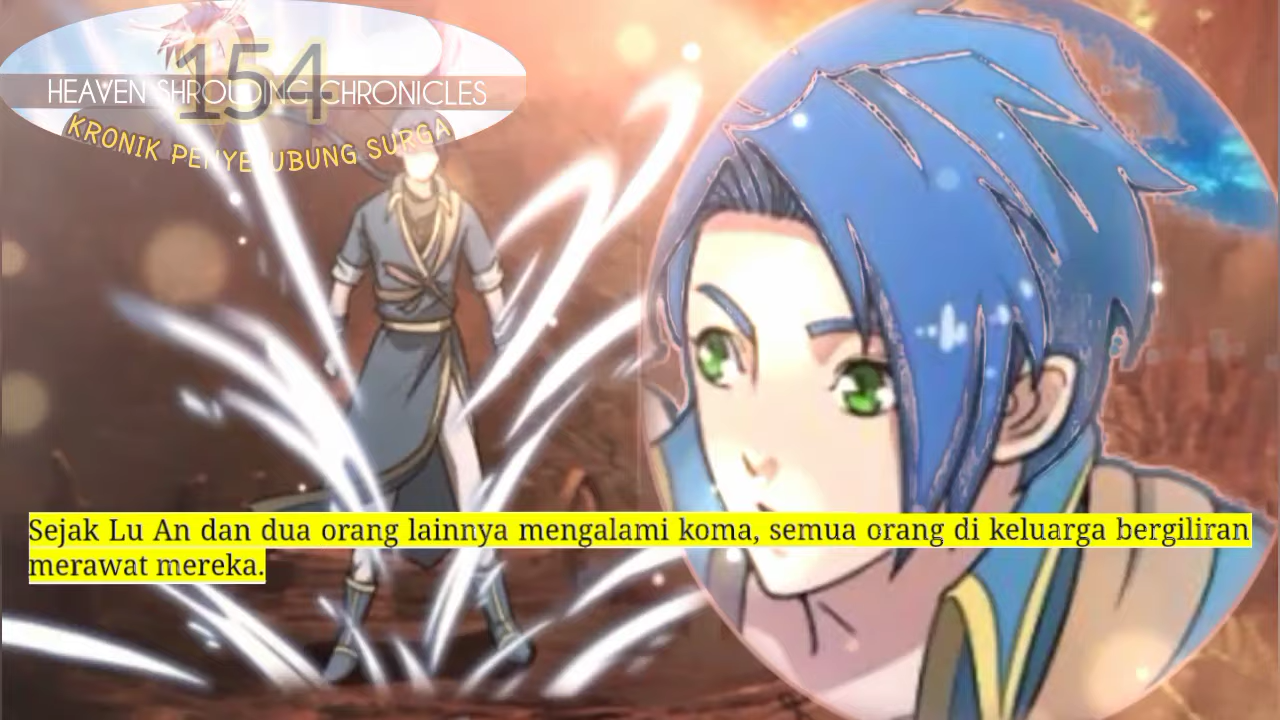 154
HEAVEN SHROUDING CHRONICLES
KRONIK PENYELUBUNG SURGA
Sejak Lu An dan dua orang lainnya mengalami koma, semua orang di keluarga bergiliran
merawat mereka.